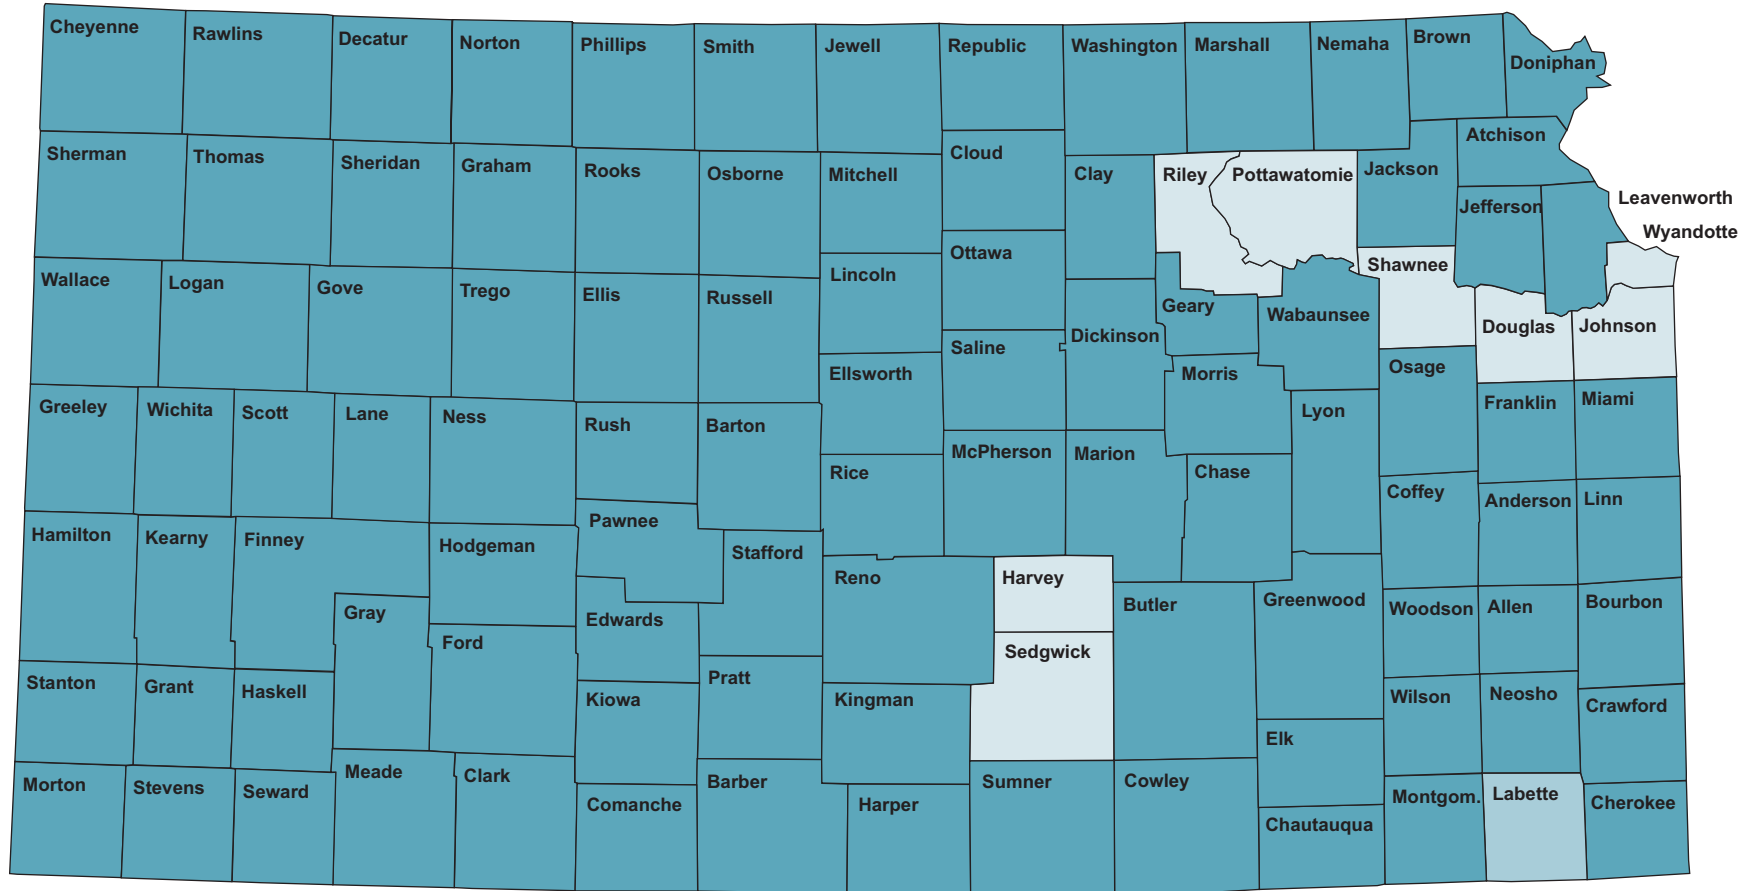 Cheyenne
Rawlins
Decatur
Norton
Phillips
Smith
Jewell
Republic
Washington
Marshall
Nemaha
Brown
Doniphan
Sherman
Thomas
Sheridan
Graham
Rooks
Osborne
Mitchell
Cloud
Clay
Riley
Pottawatomie
Jackson
Atchison
Jefferson
Leavenworth
Wyandotte
Wallace
Logan
Gove
Trego
Ellis
Russell
Lincoln
Ottawa
Saline
Dickinson
Geary
Wabaunsee
Shawnee
Douglas
Johnson
Ellsworth
Morris
Osage
Greeley
Wichita
Scott
Lane
Ness
Rush
Barton
Rice
McPherson
Marion
Chase
Lyon
Franklin
Miami
Coffey
Anderson
Linn
Hamilton
Kearny
Finney
Hodgeman
Pawnee
Stafford
Reno
Harvey
Butler
Greenwood
Woodson
Allen
Bourbon
Gray
Ford
Edwards
Sedgwick
Stanton
Grant
Haskell
Kiowa
Pratt
Kingman
Elk
Wilson
Neosho
Crawford
Morton
Stevens
Seward
Meade
Clark
Comanche
Barber
Harper
Sumner
Cowley
Chautauqua
Montgom.
Labette
Cherokee